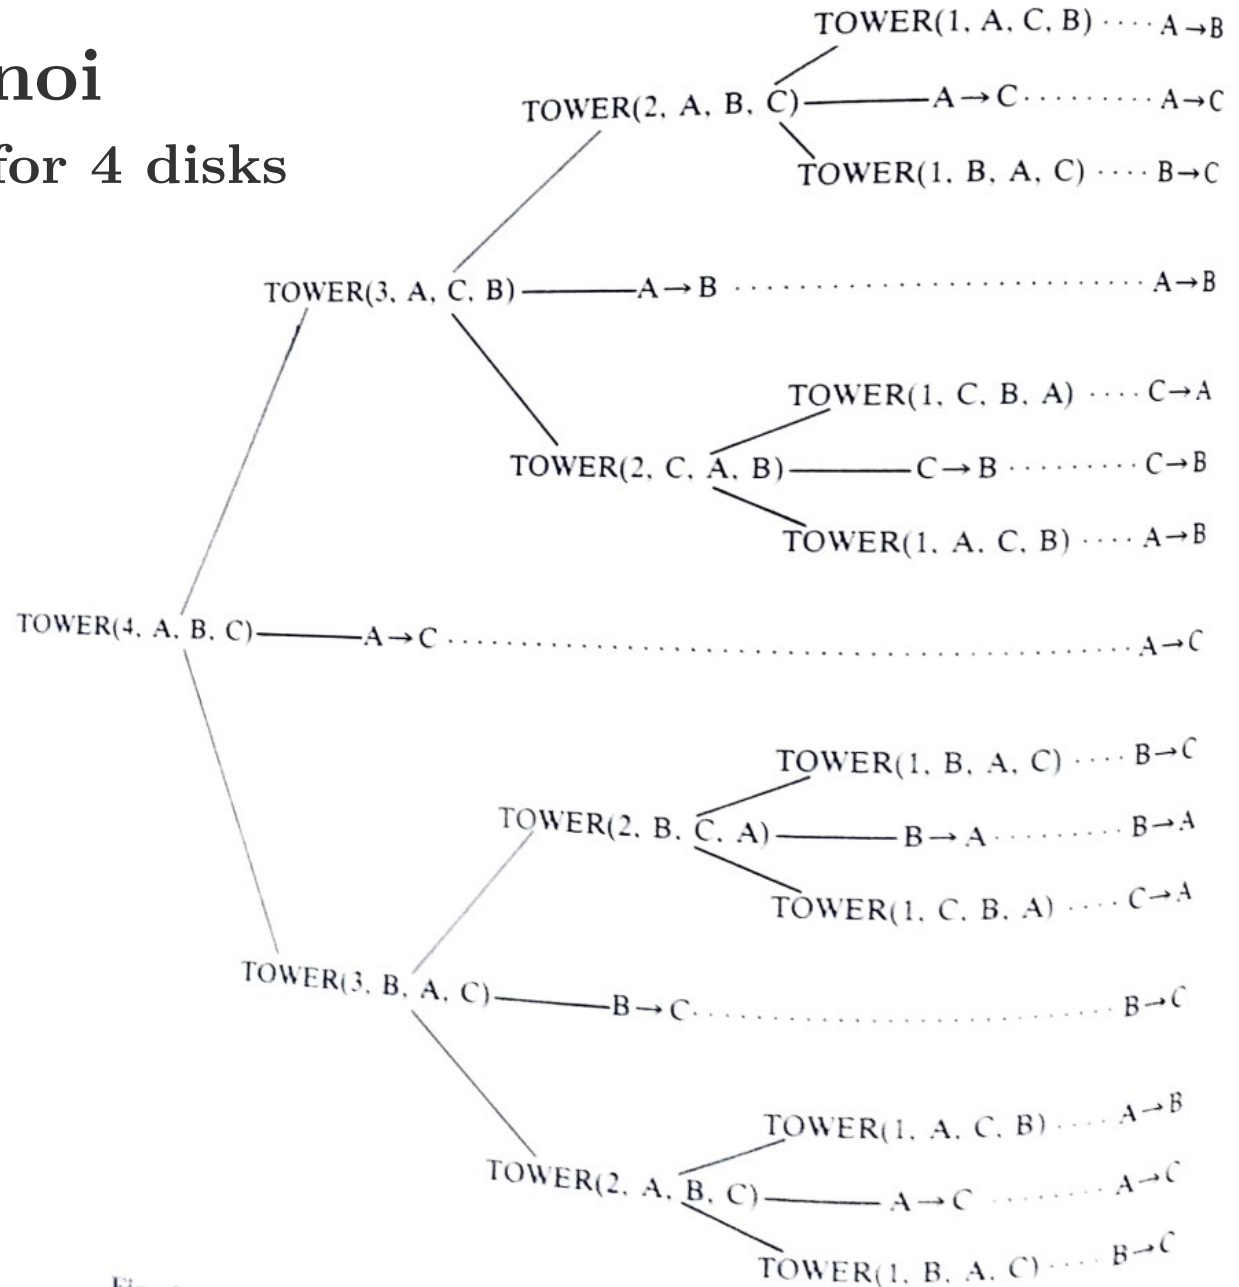 noi
for 4 disks
TOWER(1, A, C, B) ···· A→B
TOWER(2, A, B, C) A→C ········· A→C
TOWER(1, B, A, C) ···· B→C
TOWER(3, A, C, B) A→B ························ A→B
TOWER(1, C, B, A) ···· C→A
TOWER(2, C, A, B) C→B ········· C→B
TOWER(1, A, C, B) ···· A→B
TOWER(4, A, B, C) A→C ········································ A→C
TOWER(1, B, A, C) ···· B→C
TOWER(2, B, C, A) B→A ········· B→A
TOWER(1, C, B, A) ···· C→A
TOWER(3, B, A, C) B→C ························ B→C
TOWER(1, A, C, B) ···· A→B
TOWER(2, A, B, C) A→C ········ A→C
TOWER(1, B, A, C) ···· B→C